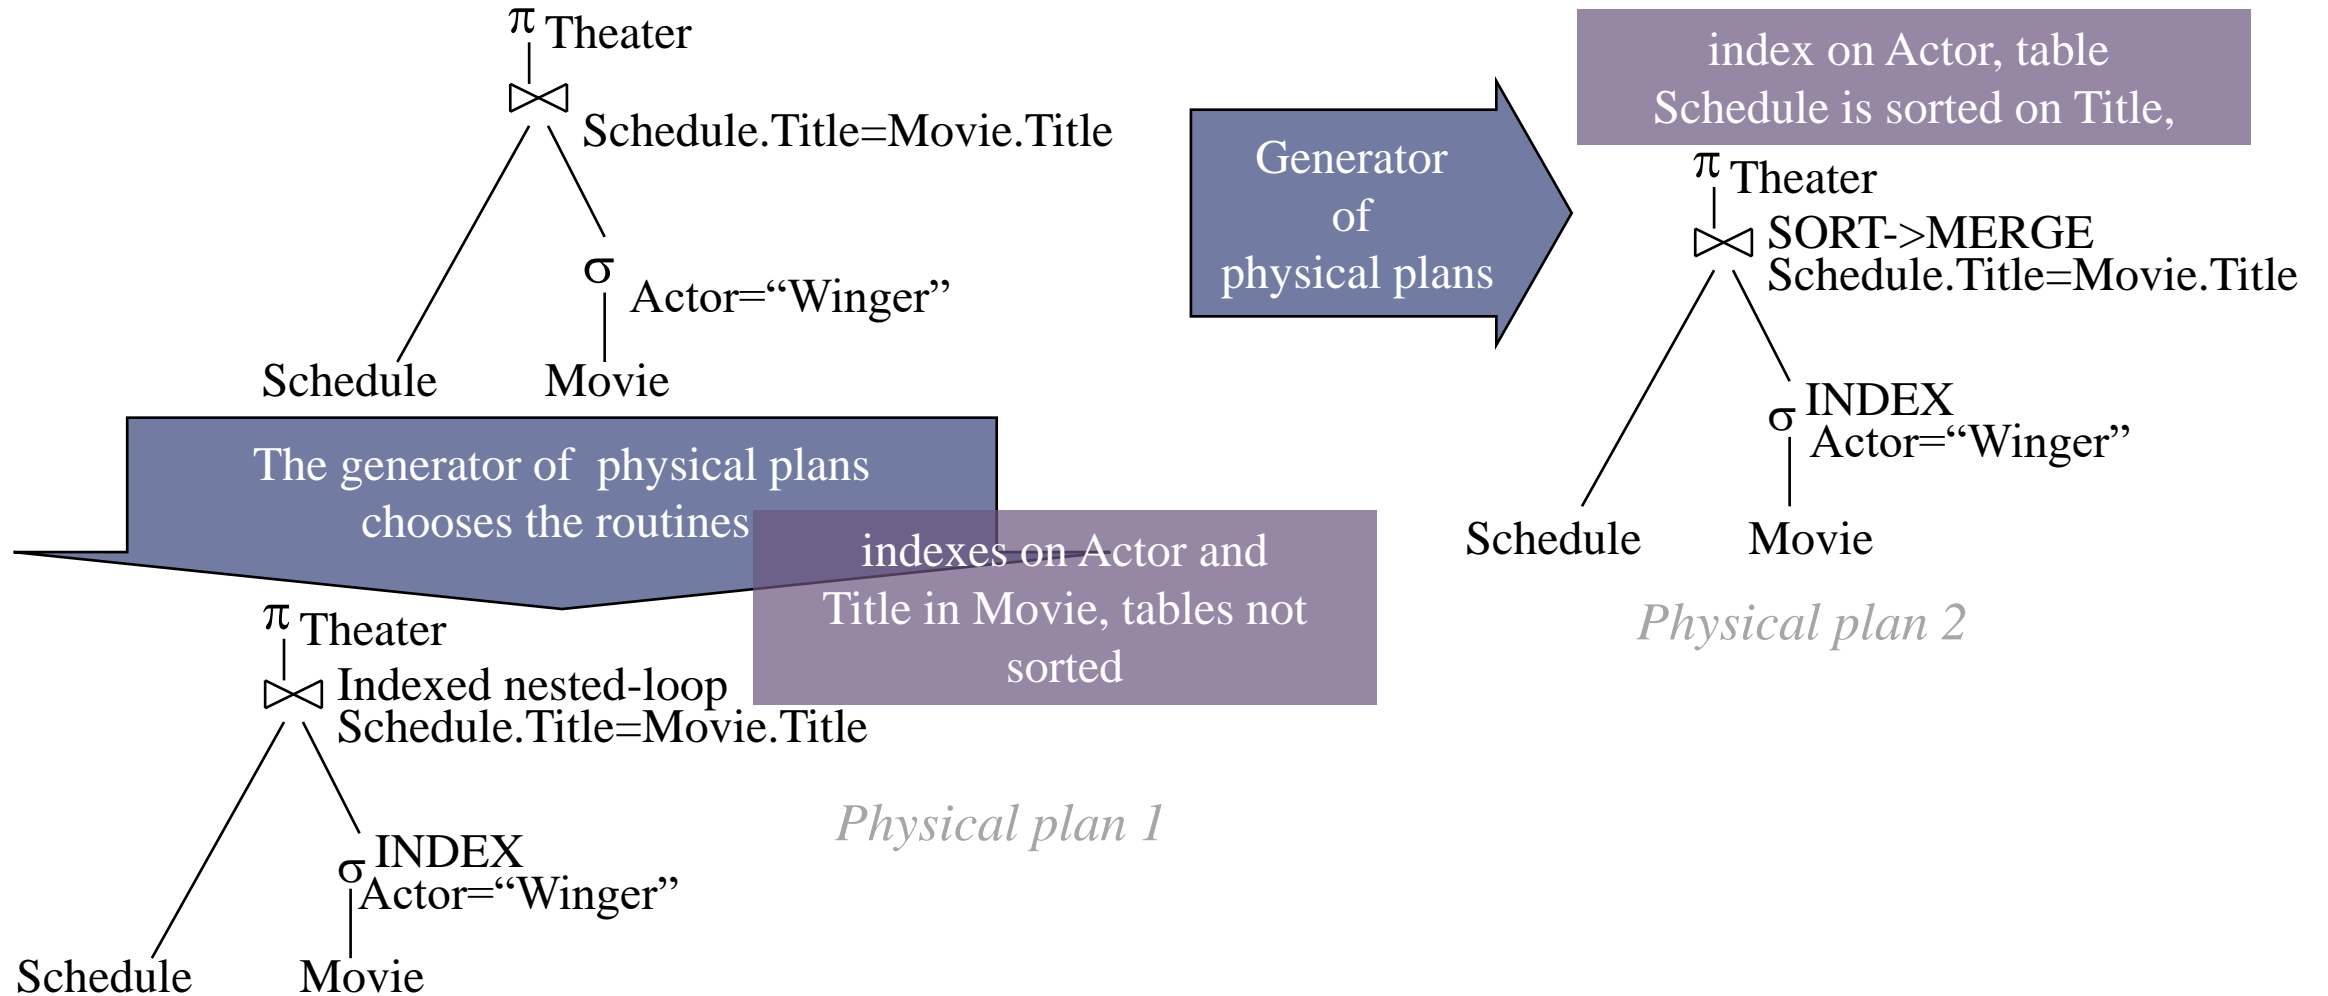 π Theater
Schedule.Title=Movie.Title
σ
Actor=“Winger”
Schedule Movie
The generator of  physical plans
chooses the routines
indexes on Actor and
Title in Movie, tables not
sorted
π Theater
Indexed nested-loop
Schedule.Title=Movie.Title
Physical plan 1
INDEX
σ
Actor=“Winger”
Schedule Movie
Generator
of
physical plans
index on Actor, table
Schedule is sorted on Title,
π Theater
SORT->MERGE
Schedule.Title=Movie.Title
INDEX
σ
Actor=“Winger”
Schedule Movie
Physical plan 2